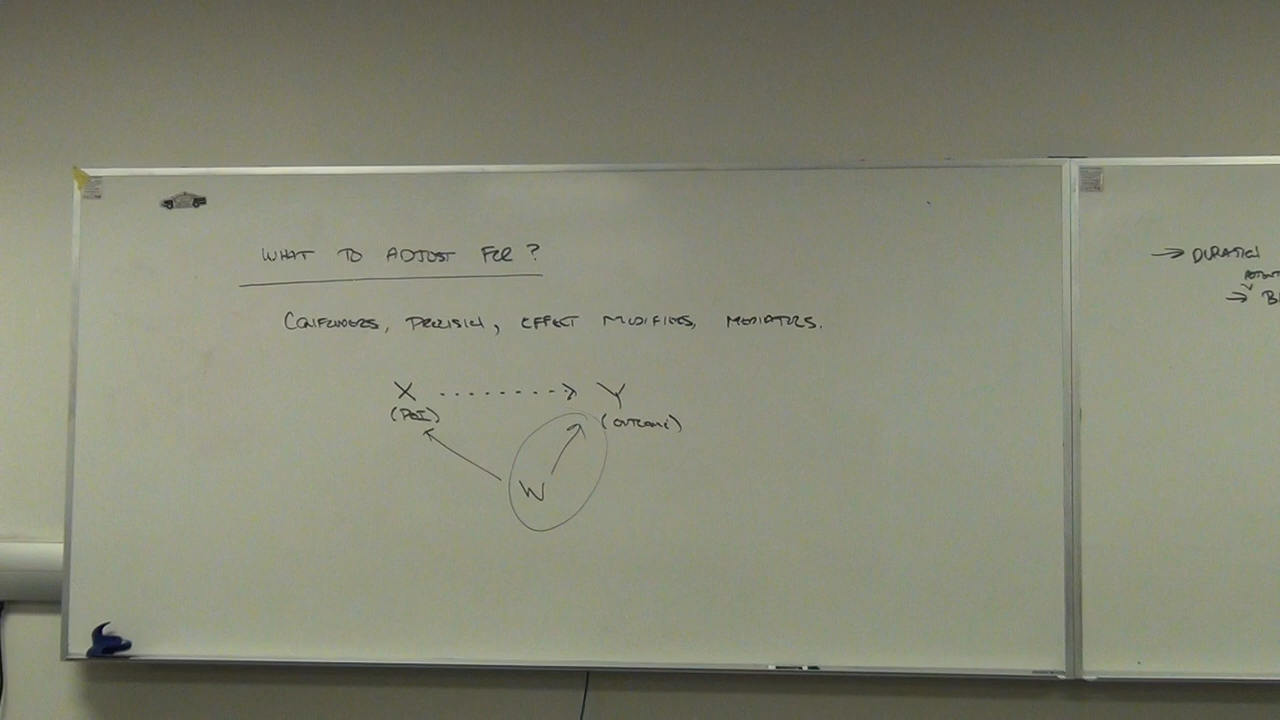 WHAT TO ADJUST FOR?
CONFOUNDERS, PRECISION, EFFECT MODIFIERS, MEDIATORS.
X Y
(POI) (OUTCOME)
W
→ DURATION
→ B